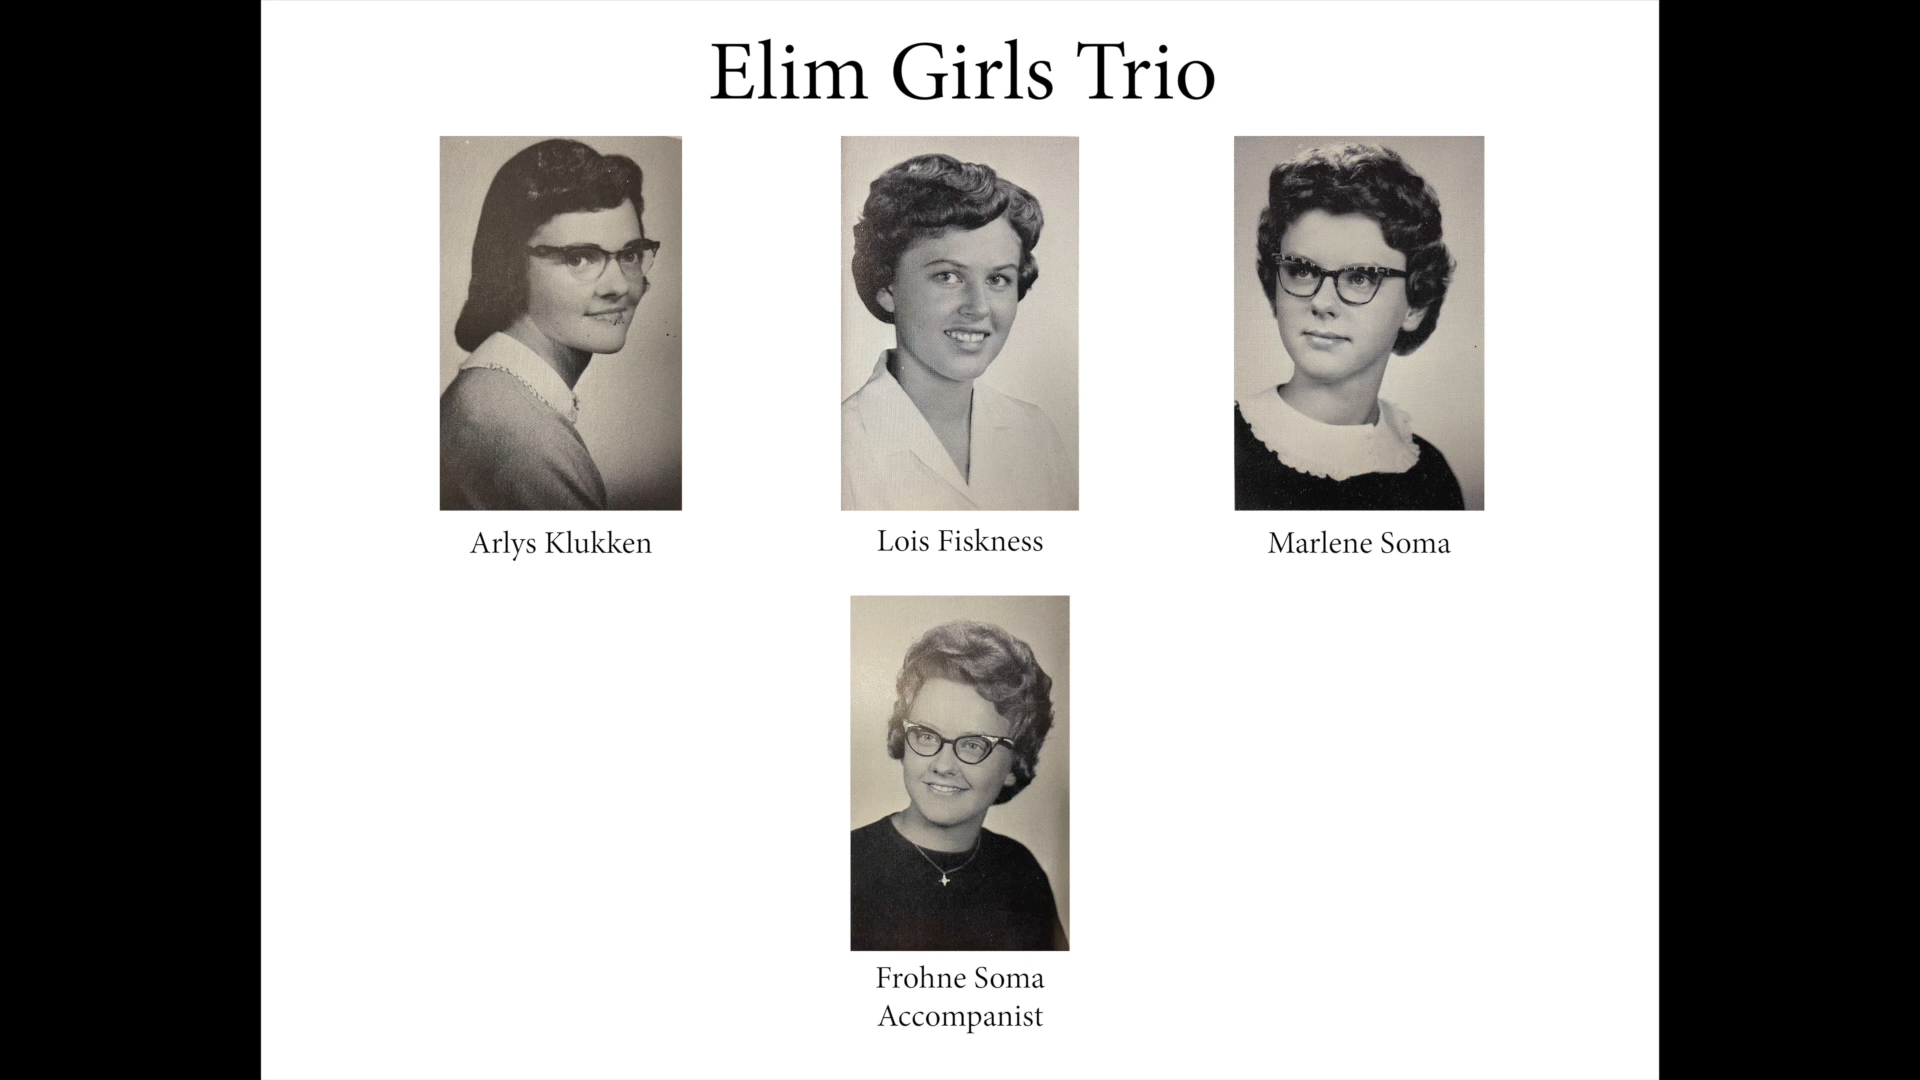 Elim Girls Trio
Arlys Klukken
Lois Fiskness
Marlene Soma
Frohne Soma
Accompanist